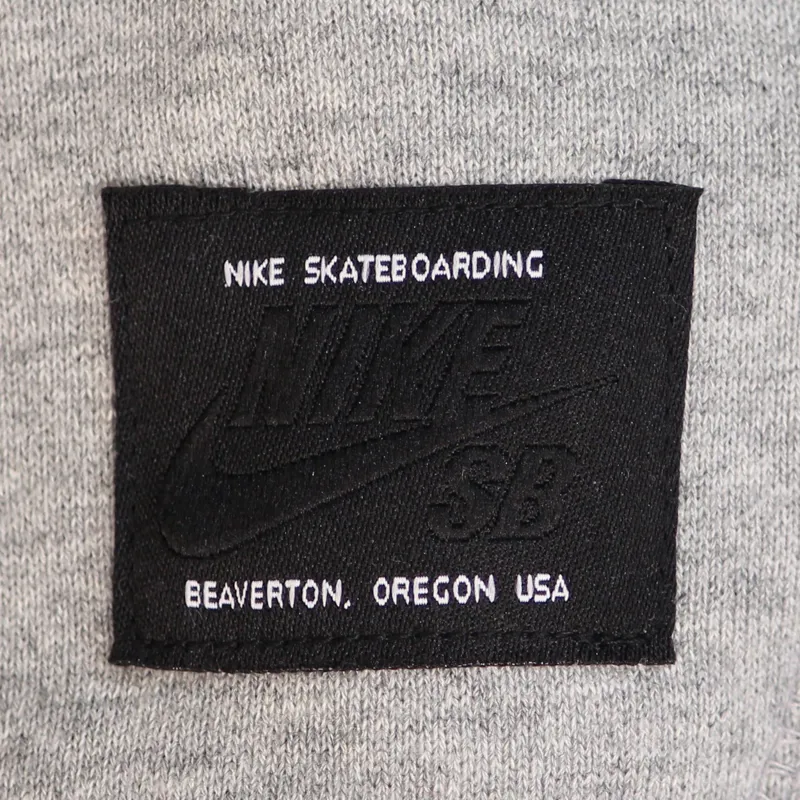 NIKE SKATEBOARDING
NIKE
SB
BEAVERTON, OREGON USA